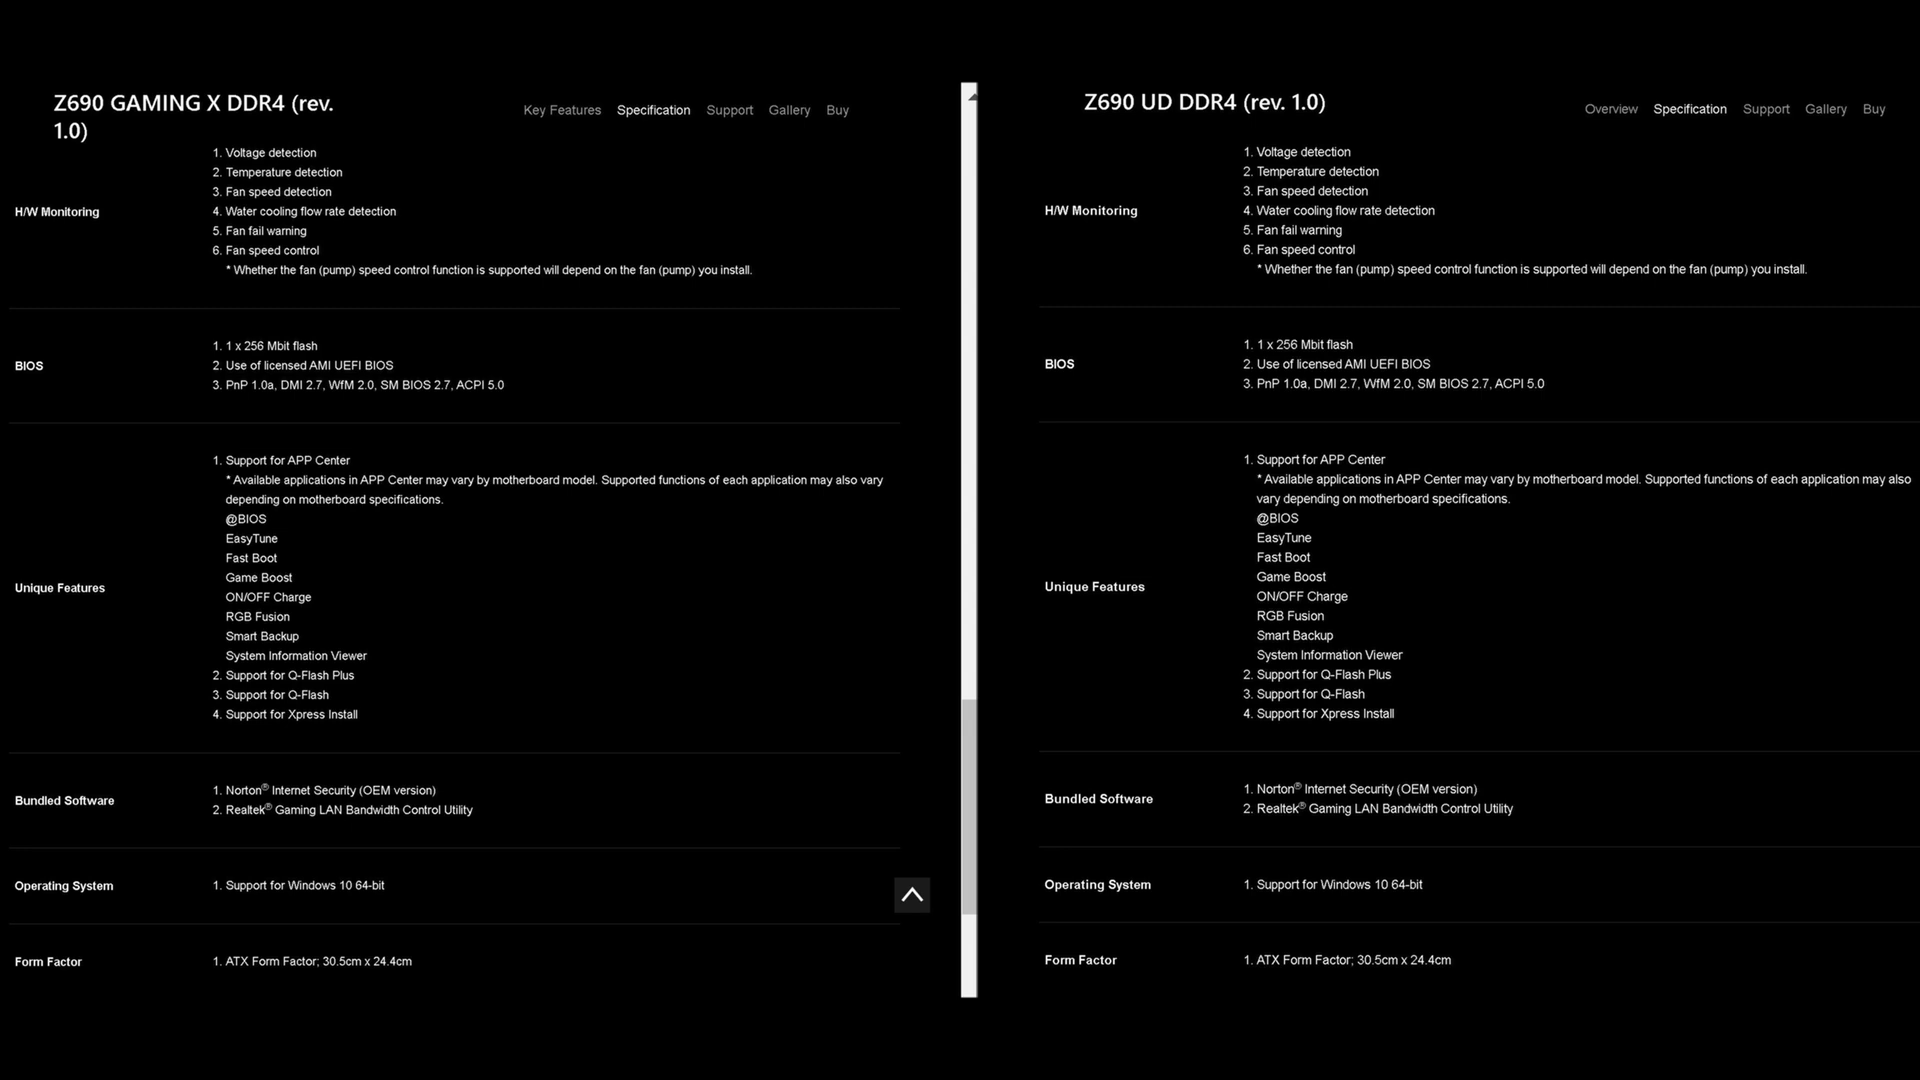 Z690 GAMING X DDR4 (rev.
1.0)
Key Features Specification Support Gallery Buy
H/W Monitoring
1. Voltage detection
2. Temperature detection
3. Fan speed detection
4. Water cooling flow rate detection
5. Fan fail warning
6. Fan speed control
* Whether the fan (pump) speed control function is supported will depend on the fan (pump) you install.
BIOS
1. 1 x 256 Mbit flash
2. Use of licensed AMI UEFI BIOS
3. PnP 1.0a, DMI 2.7, WfM 2.0, SM BIOS 2.7, ACPI 5.0
Unique Features
1. Support for APP Center
* Available applications in APP Center may vary by motherboard model. Supported functions of each application may also vary
depending on motherboard specifications.
@BIOS
EasyTune
Fast Boot
Game Boost
ON/OFF Charge
RGB Fusion
Smart Backup
System Information Viewer
2. Support for Q-Flash Plus
3. Support for Q-Flash
4. Support for Xpress Install
Bundled Software
1. Norton® Internet Security (OEM version)
2. Realtek® Gaming LAN Bandwidth Control Utility
Operating System
1. Support for Windows 10 64-bit
Form Factor
1. ATX Form Factor; 30.5cm x 24.4cm
Z690 UD DDR4 (rev. 1.0)
Overview Specification Support Gallery Buy
H/W Monitoring
1. Voltage detection
2. Temperature detection
3. Fan speed detection
4. Water cooling flow rate detection
5. Fan fail warning
6. Fan speed control
* Whether the fan (pump) speed control function is supported will depend on the fan (pump) you install.
BIOS
1. 1 x 256 Mbit flash
2. Use of licensed AMI UEFI BIOS
3. PnP 1.0a, DMI 2.7, WfM 2.0, SM BIOS 2.7, ACPI 5.0
Unique Features
1. Support for APP Center
* Available applications in APP Center may vary by motherboard model. Supported functions of each application may also
vary depending on motherboard specifications.
@BIOS
EasyTune
Fast Boot
Game Boost
ON/OFF Charge
RGB Fusion
Smart Backup
System Information Viewer
2. Support for Q-Flash Plus
3. Support for Q-Flash
4. Support for Xpress Install
Bundled Software
1. Norton® Internet Security (OEM version)
2. Realtek® Gaming LAN Bandwidth Control Utility
Operating System
1. Support for Windows 10 64-bit
Form Factor
1. ATX Form Factor; 30.5cm x 24.4cm